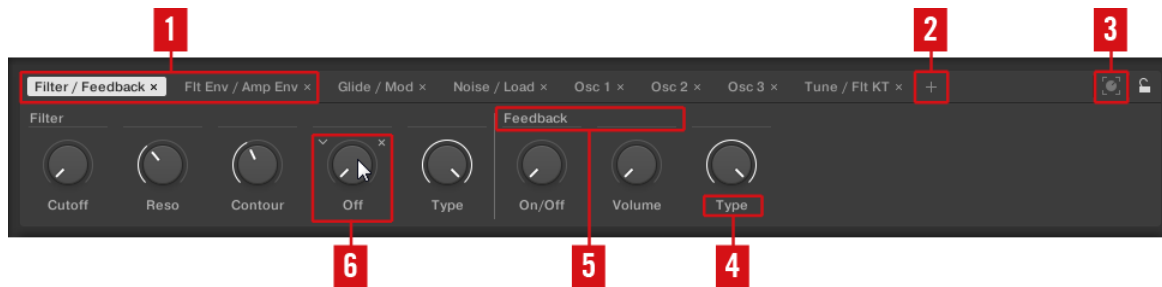 1 2 3
Filter / Feedback × Flt Env / Amp Env × Glide / Mod × Noise / Load × Osc 1 × Osc 2 × Osc 3 × Tune / Flt KT × +
Filter Feedback
Cutoff Reso Contour Off Type On/Off Volume Type
6 5 4